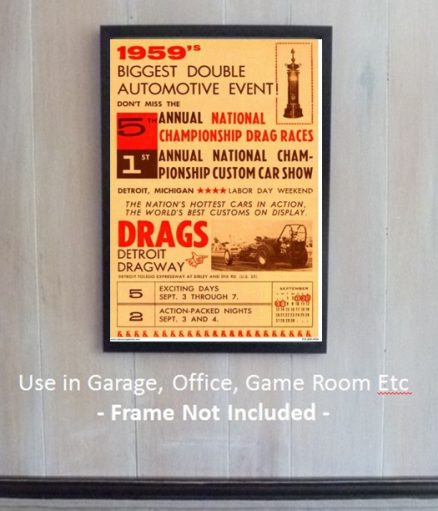 1959's
BIGGEST DOUBLE
AUTOMOTIVE EVENT!
DON'T MISS THE
5TH ANNUAL NATIONAL
CHAMPIONSHIP DRAG RACES
1ST ANNUAL NATIONAL CHAM-
PIONSHIP CUSTOM CAR SHOW
DETROIT, MICHIGAN ★★★★ LABOR DAY WEEKEND
THE NATION'S HOTTEST CARS IN ACTION,
THE WORLD'S BEST CUSTOMS ON DISPLAY.
DRAGS
DETROIT
DRAGWAY
DETROIT TOLEDO EXPRESSWAY AT SIBLEY AND DIX RD. (U.S. 25)
5 EXCITING DAYS
SEPT. 3 THROUGH 7.
2 ACTION-PACKED NIGHTS
SEPT. 3 AND 4.
SEPTEMBER
Use in Garage, Office, Game Room Etc
- Frame Not Included -